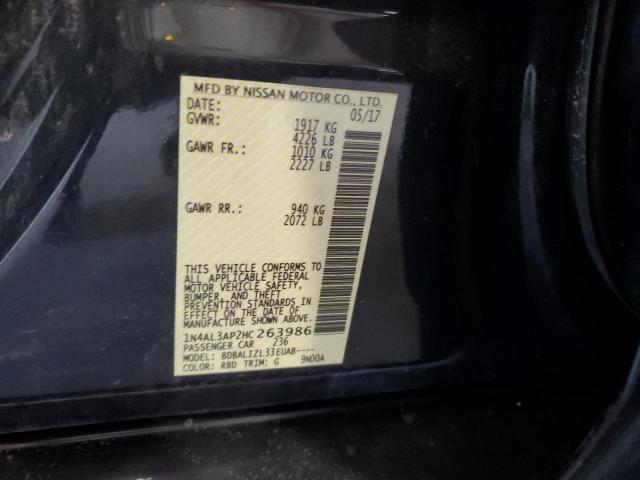 MFD BY NISSAN MOTOR CO., LTD.
DATE: 05/17
GVWR: 1917 KG
4226 LB
GAWR FR.: 1010 KG
2227 LB
GAWR RR.: 940 KG
2072 LB
THIS VEHICLE CONFORMS TO
ALL APPLICABLE FEDERAL
MOTOR VEHICLE SAFETY,
BUMPER, AND THEFT
PREVENTION STANDARDS
IN EFFECT ON THE DATE OF
MANUFACTURE SHOWN ABOVE.
1N4AL3AP2HC263986
PASSENGER CAR 236
MODEL: BDBALIZL33EUAB----
COLOR: RBD TRIM: G 9N00A